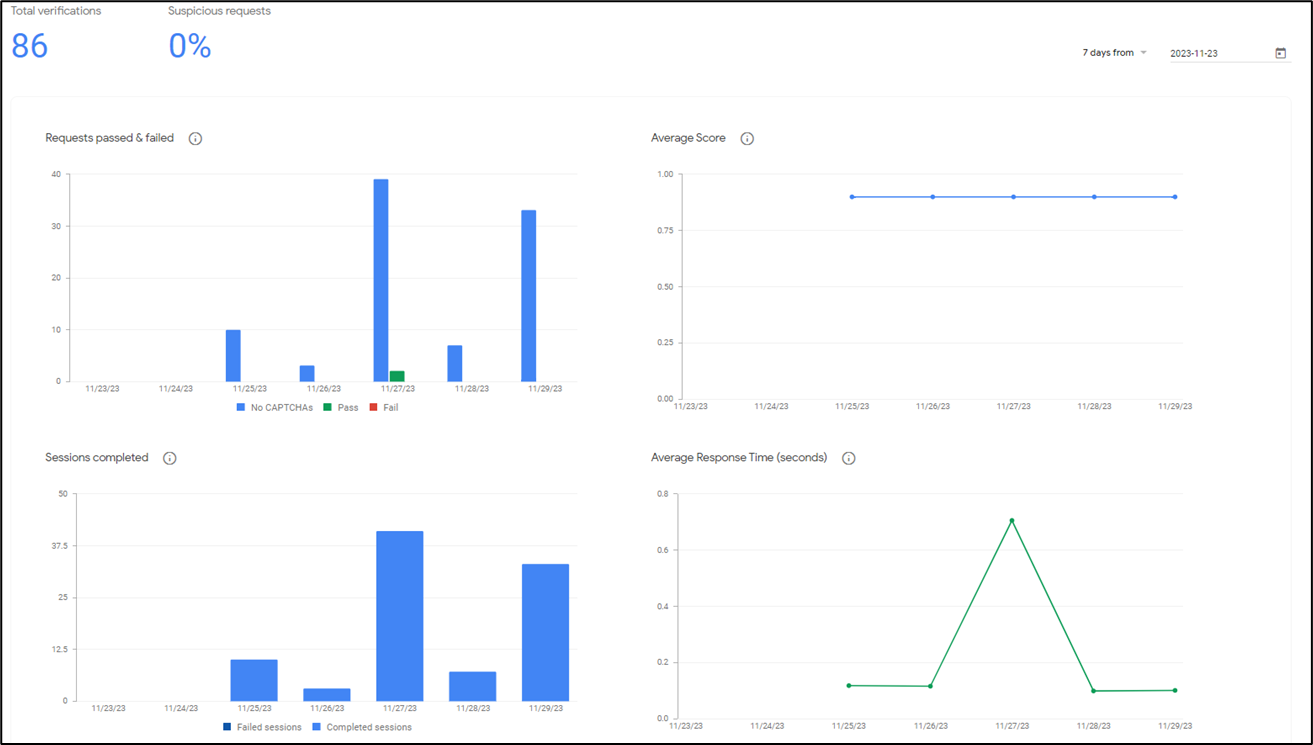 Total verifications
Suspicious requests
86
0%
7 days from
2023-11-23
Requests passed & failed
40
30
20
10
0
11/23/23 11/24/23 11/25/23 11/26/23 11/27/23 11/28/23 11/29/23
No CAPTCHAs Pass Fail
Average Score
1.00
0.75
0.50
0.25
0.00
11/23/23 11/24/23 11/25/23 11/26/23 11/27/23 11/28/23 11/29/23
Sessions completed
50
37.5
25
12.5
0
11/23/23 11/24/23 11/25/23 11/26/23 11/27/23 11/28/23 11/29/23
Failed sessions Completed sessions
Average Response Time (seconds)
0.8
0.6
0.4
0.2
0.0
11/23/23 11/24/23 11/25/23 11/26/23 11/27/23 11/28/23 11/29/23